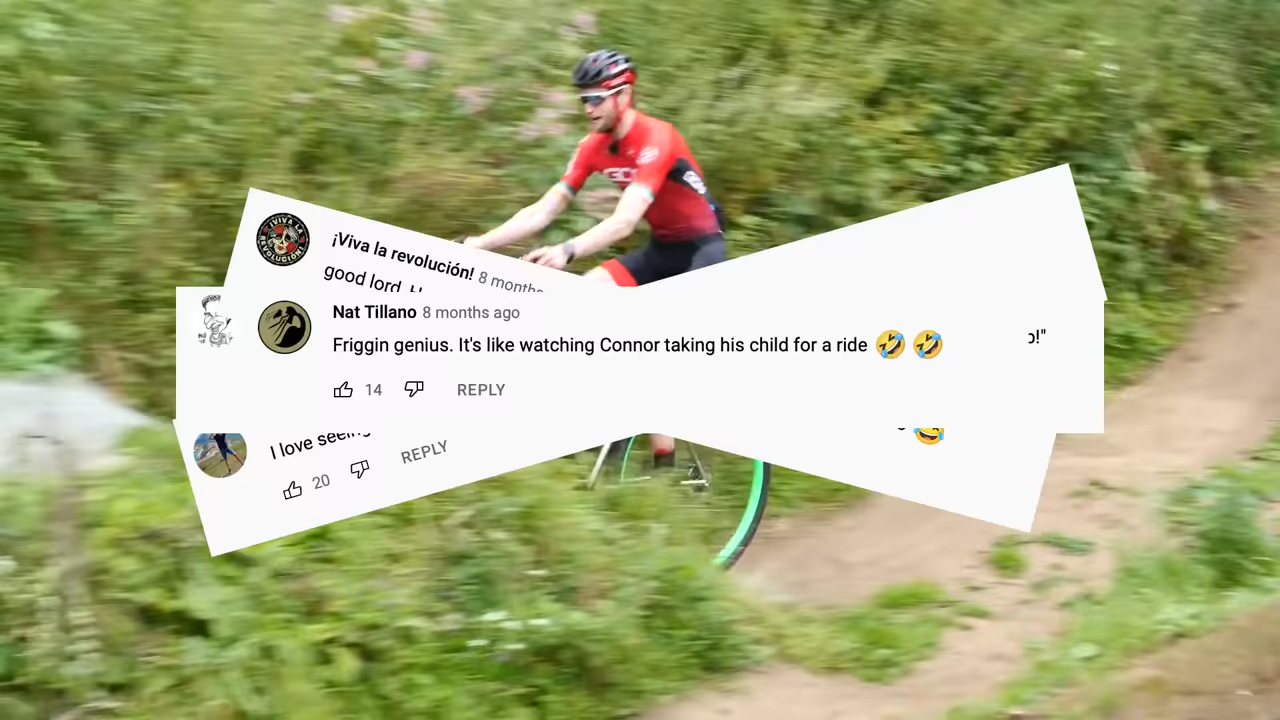 ¡Viva la revolución! 8 months
good lord.
Nat Tillano 8 months ago
Friggin genius. It's like watching Connor taking his child for a ride 🤣 🤣
14 REPLY
!"
I love seeing
20 REPLY